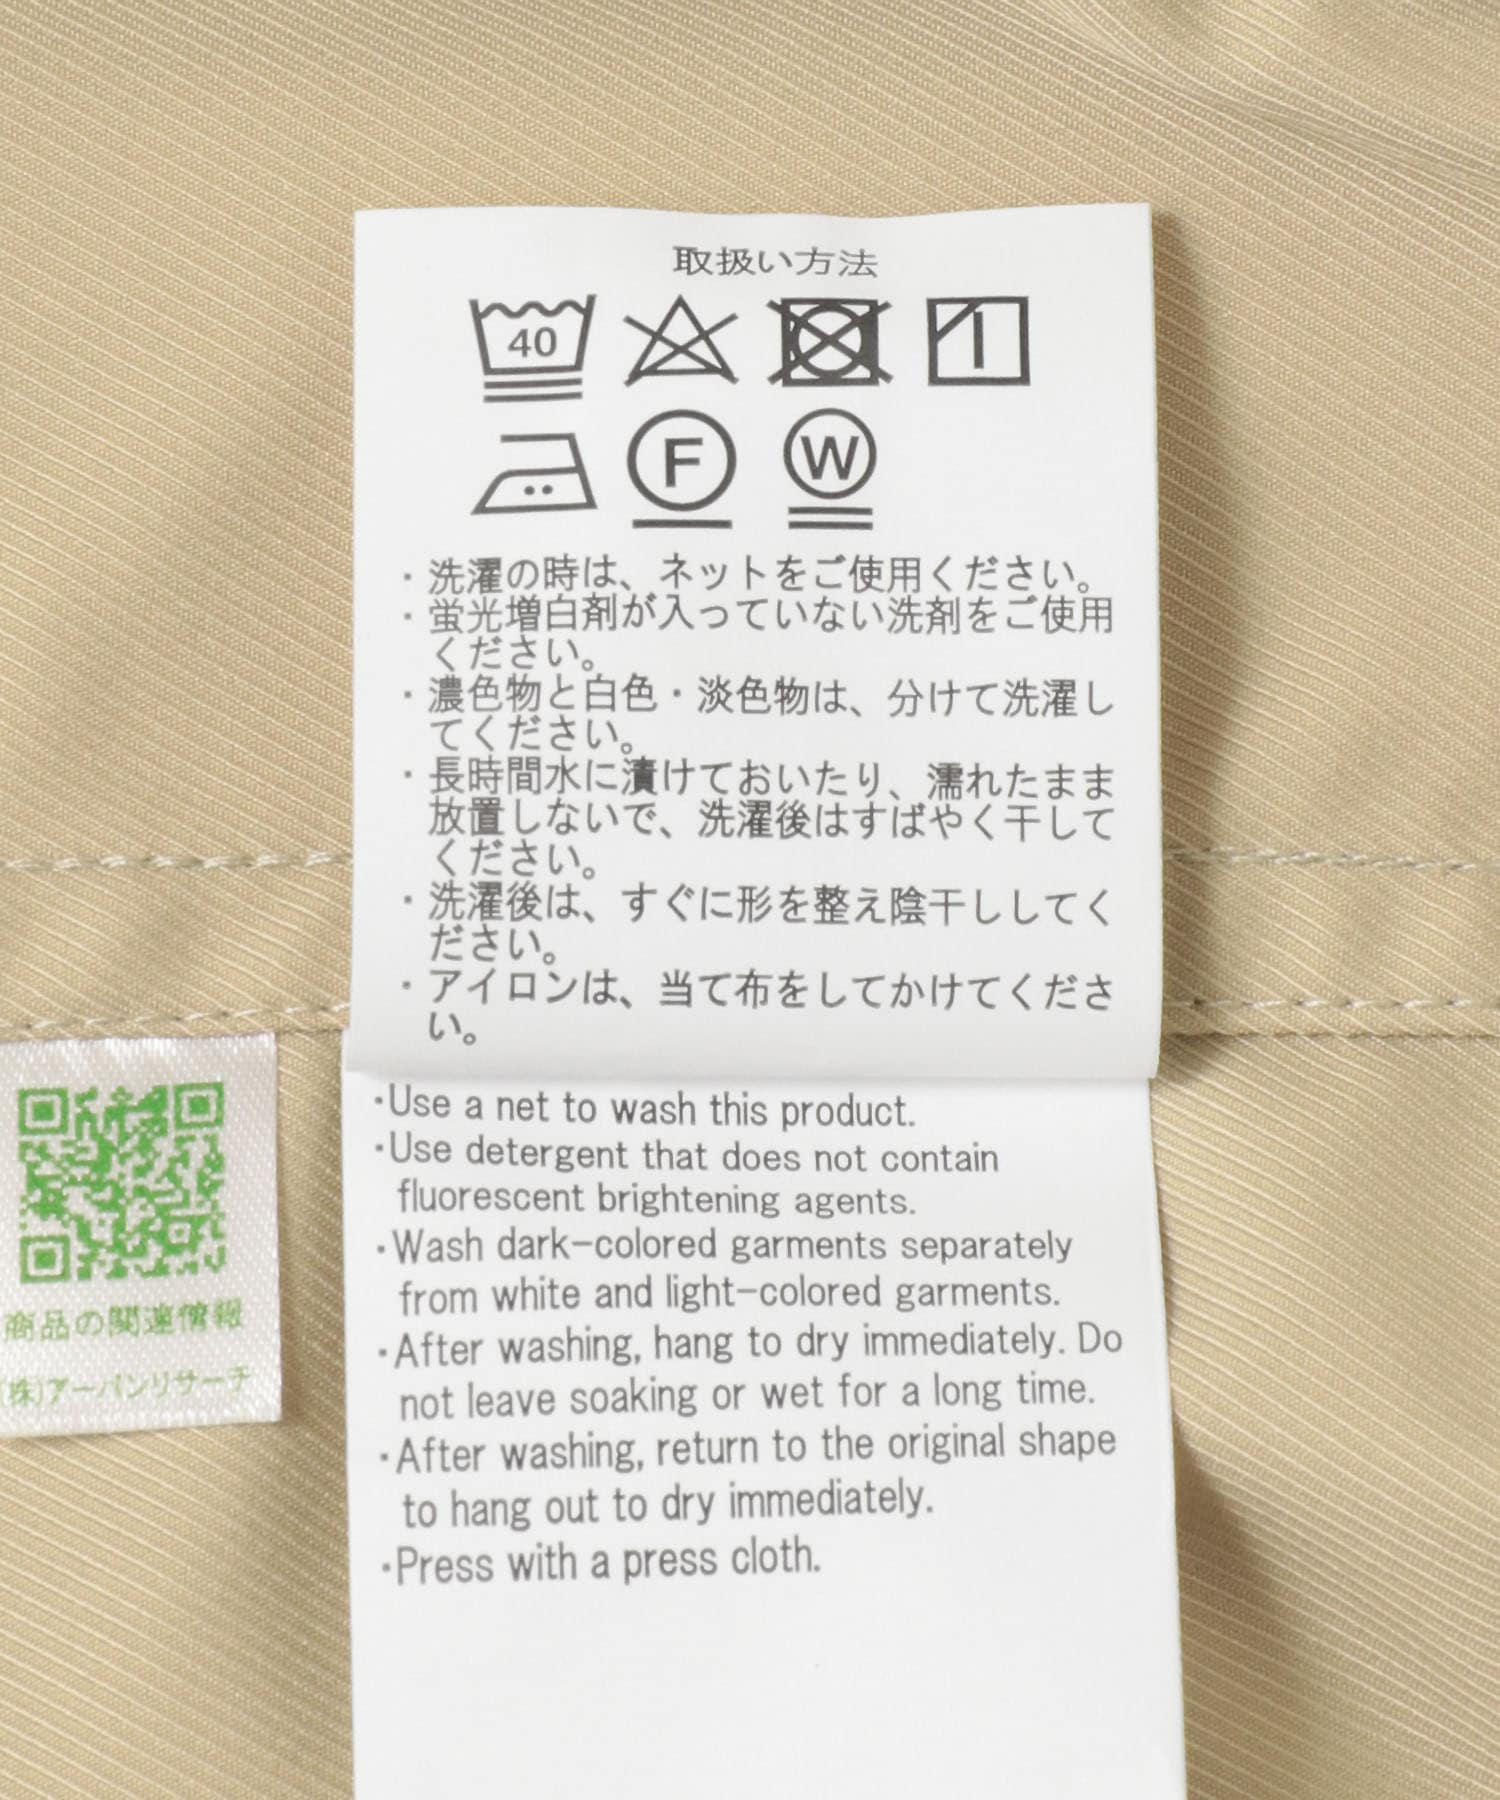 取扱い方法
40
F
W
・洗濯の時は、ネットをご使用ください。
・蛍光増白剤が入っていない洗剤をご使用
ください。
・濃色物と白色・淡色物は、分けて洗濯し
てください。
・長時間水に漬けておいたり、濡れたまま
放置しないで、洗濯後はすばやく干して
ください。
・洗濯後は、すぐに形を整え陰干ししてく
ださい。
・アイロンは、当て布をしてかけてくださ
い。
・Use a net to wash this product.
・Use detergent that does not contain
fluorescent brightening agents.
・Wash dark-colored garments separately
from white and light-colored garments.
・After washing, hang to dry immediately. Do
not leave soaking or wet for a long time.
・After washing, return to the original shape
to hang out to dry immediately.
・Press with a press cloth.
商品の関連情報
(株)アーバンリサーチ